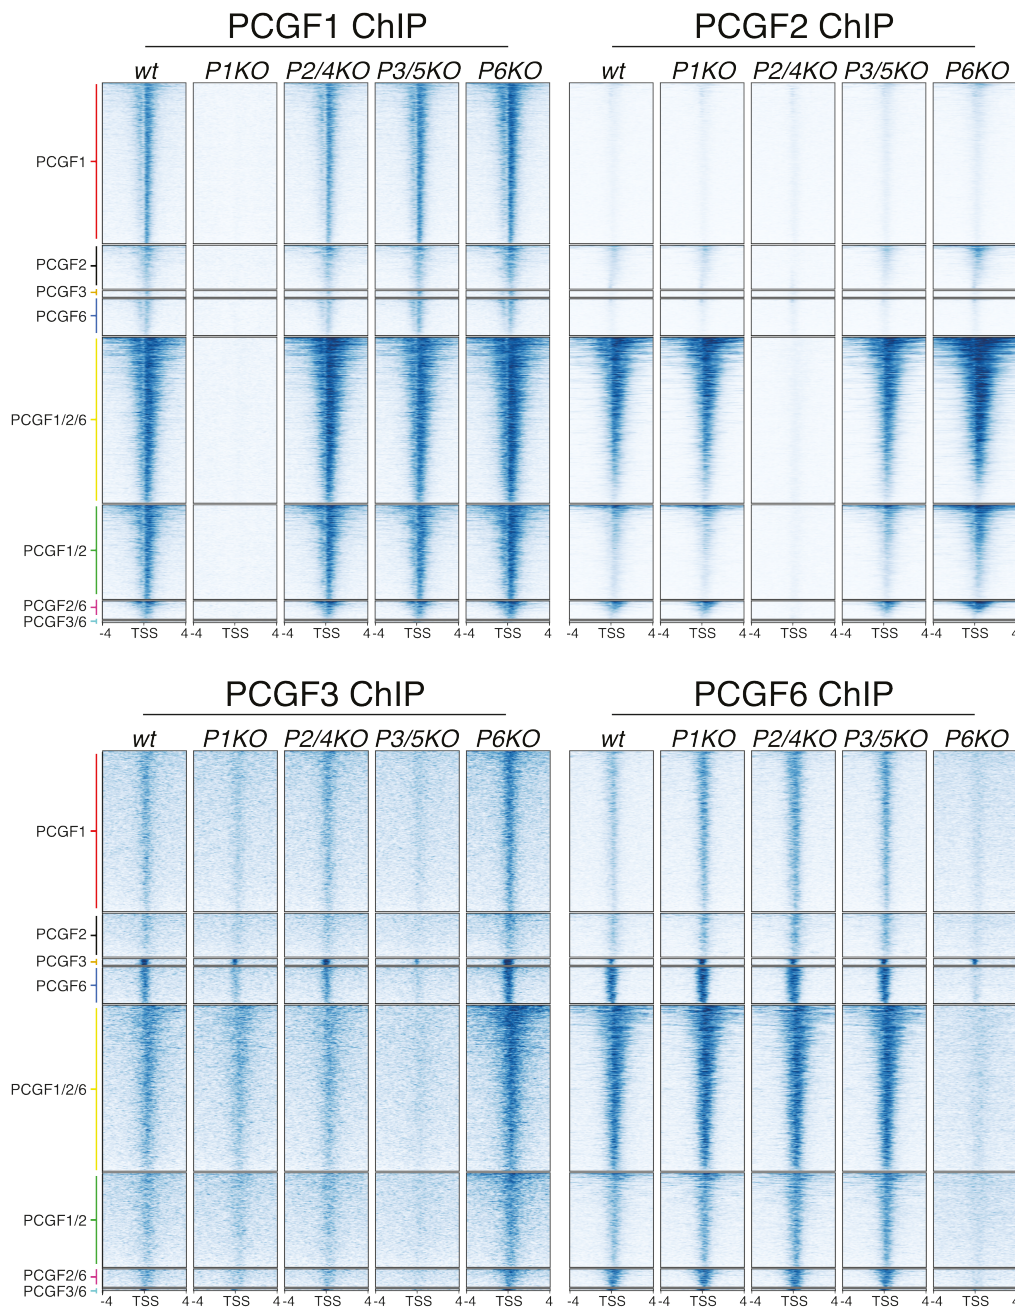 PCGF1 ChIP PCGF2 ChIP
wt P1KO P2/4KO P3/5KO P6KO wt P1KO P2/4KO P3/5KO P6KO
PCGF1
PCGF2
PCGF3
PCGF6
PCGF1/2/6
PCGF1/2
PCGF2/6
PCGF3/6
-4 TSS 4 -4 TSS 4 -4 TSS 4 -4 TSS 4 -4 TSS 4 -4 TSS 4 -4 TSS 4 -4 TSS 4 -4 TSS 4 -4 TSS 4
PCGF3 ChIP PCGF6 ChIP
wt P1KO P2/4KO P3/5KO P6KO wt P1KO P2/4KO P3/5KO P6KO
PCGF1
PCGF2
PCGF3
PCGF6
PCGF1/2/6
PCGF1/2
PCGF2/6
PCGF3/6
-4 TSS 4 -4 TSS 4 -4 TSS 4 -4 TSS 4 -4 TSS 4 -4 TSS 4 -4 TSS 4 -4 TSS 4 -4 TSS 4 -4 TSS 4